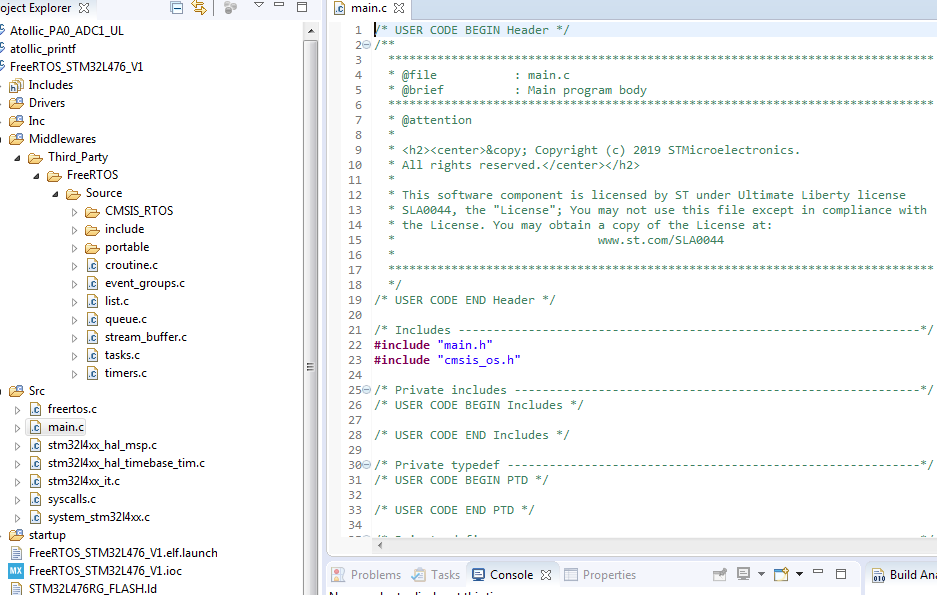 oject Explorer
Atollic_PA0_ADC1_UL
atollic_printf
FreeRTOS_STM32L476_V1
Includes
Drivers
Inc
Middlewares
Third_Party
FreeRTOS
Source
CMSIS_RTOS
include
portable
croutine.c
event_groups.c
list.c
queue.c
stream_buffer.c
tasks.c
timers.c
Src
freertos.c
main.c
stm32l4xx_hal_msp.c
stm32l4xx_hal_timebase_tim.c
stm32l4xx_it.c
syscalls.c
system_stm32l4xx.c
startup
FreeRTOS_STM32L476_V1.elf.launch
MX FreeRTOS_STM32L476_V1.ioc
STM32L476RG_FLASH.ld
main.c
1 /* USER CODE BEGIN Header */
2 /**
3 ******************************************************************************
4 * @file : main.c
5 * @brief : Main program body
6 ******************************************************************************
7 * @attention
8 *
9 * <h2><center>&copy; Copyright (c) 2019 STMicroelectronics.
10 * All rights reserved.</center></h2>
11 *
12 * This software component is licensed by ST under Ultimate Liberty license
13 * SLA0044, the "License"; You may not use this file except in compliance with
14 * the License. You may obtain a copy of the License at:
15 * www.st.com/SLA0044
16 *
17 ******************************************************************************
18 */
19 /* USER CODE END Header */
20
21 /* Includes ------------------------------------------------------------------*/
22 #include "main.h"
23 #include "cmsis_os.h"
24
25 /* Private includes ----------------------------------------------------------*/
26 /* USER CODE BEGIN Includes */
27
28 /* USER CODE END Includes */
29
30 /* Private typedef -----------------------------------------------------------*/
31 /* USER CODE BEGIN PTD */
32
33 /* USER CODE END PTD */
34
Problems Tasks Console Properties
Build Ana